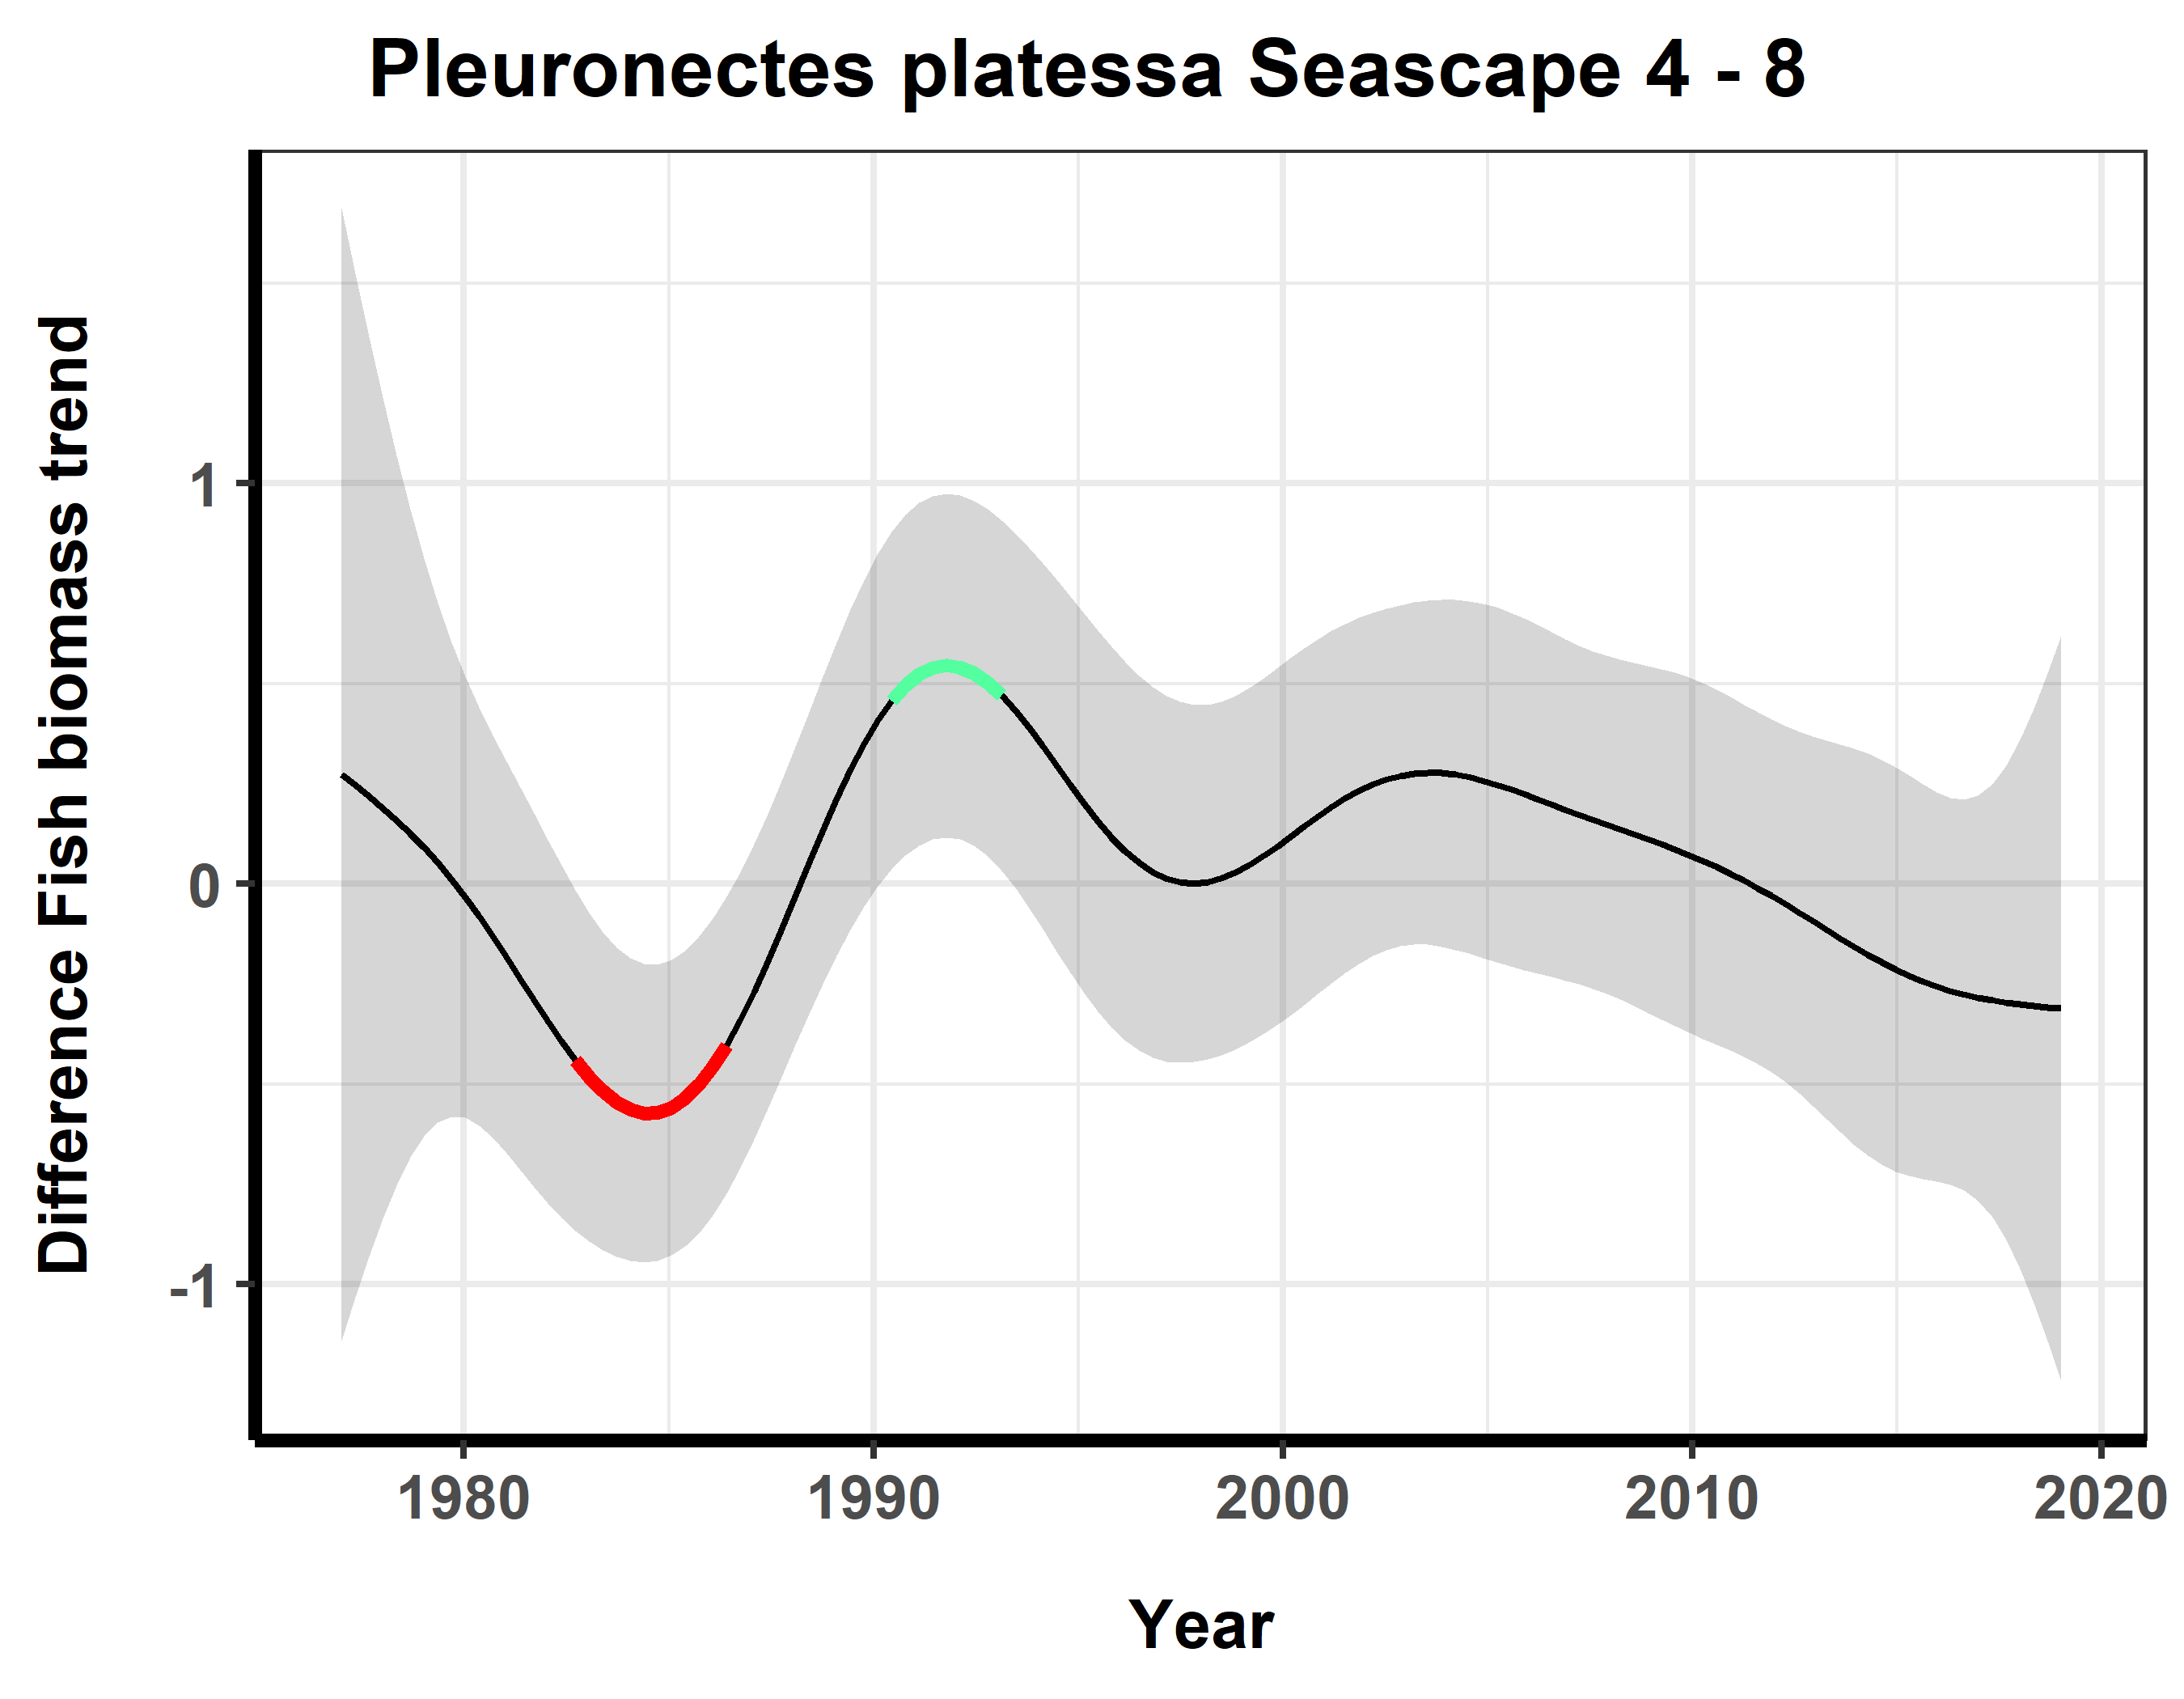 Pleuronectes platessa Seascape 4 - 8
Difference Fish biomass trend
1
0
-1
1980 1990 2000 2010 2020
Year